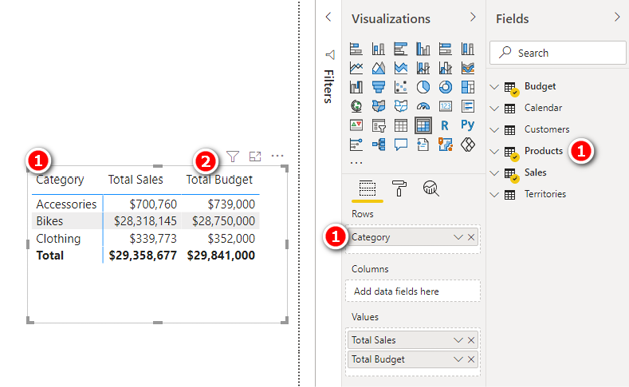 Visualizations
Fields
Filters
Search
Budget
Calendar
Customers
Products 1
Sales
Territories
R Py
...
1 2
Category Total Sales Total Budget
Accessories $700,760 $739,000
Bikes $28,318,145 $28,750,000
Clothing $339,773 $352,000
Total $29,358,677 $29,841,000
Rows
1 Category
Columns
Add data fields here
Values
Total Sales
Total Budget